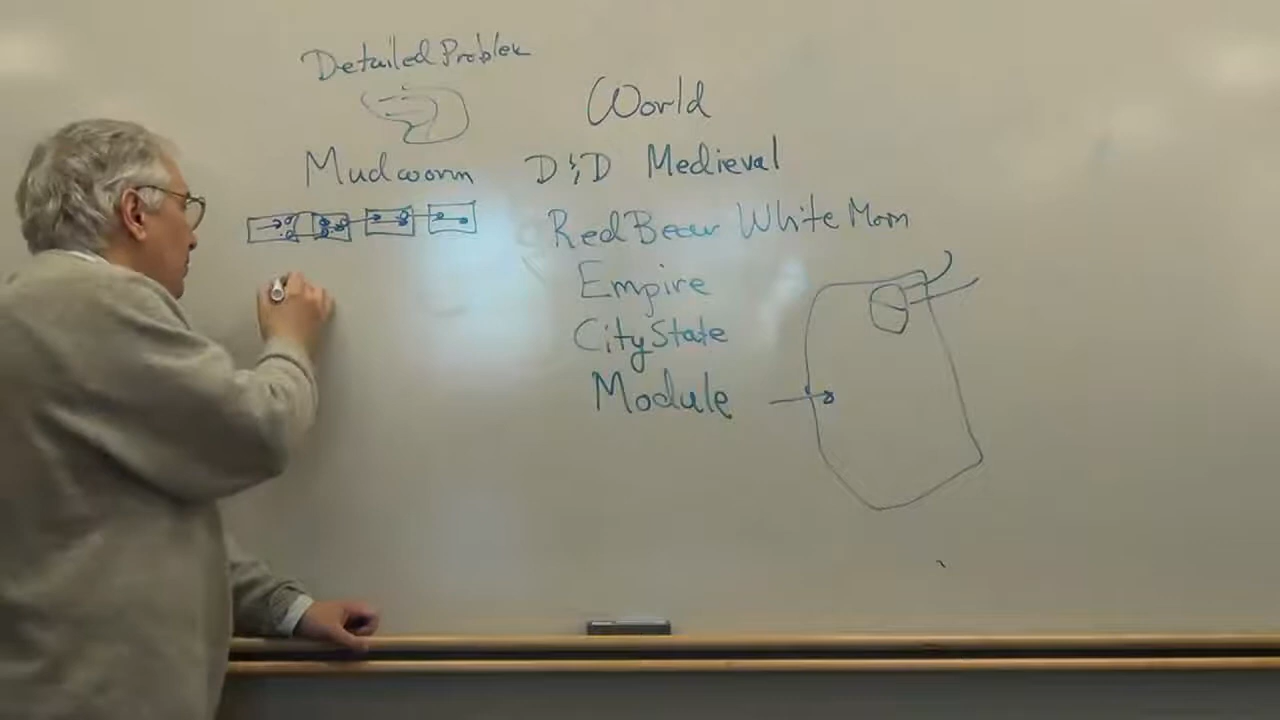 Detailed Problem
World
Mudworm
D&D Medieval
Red Bear White Mom
Empire
City State
Module